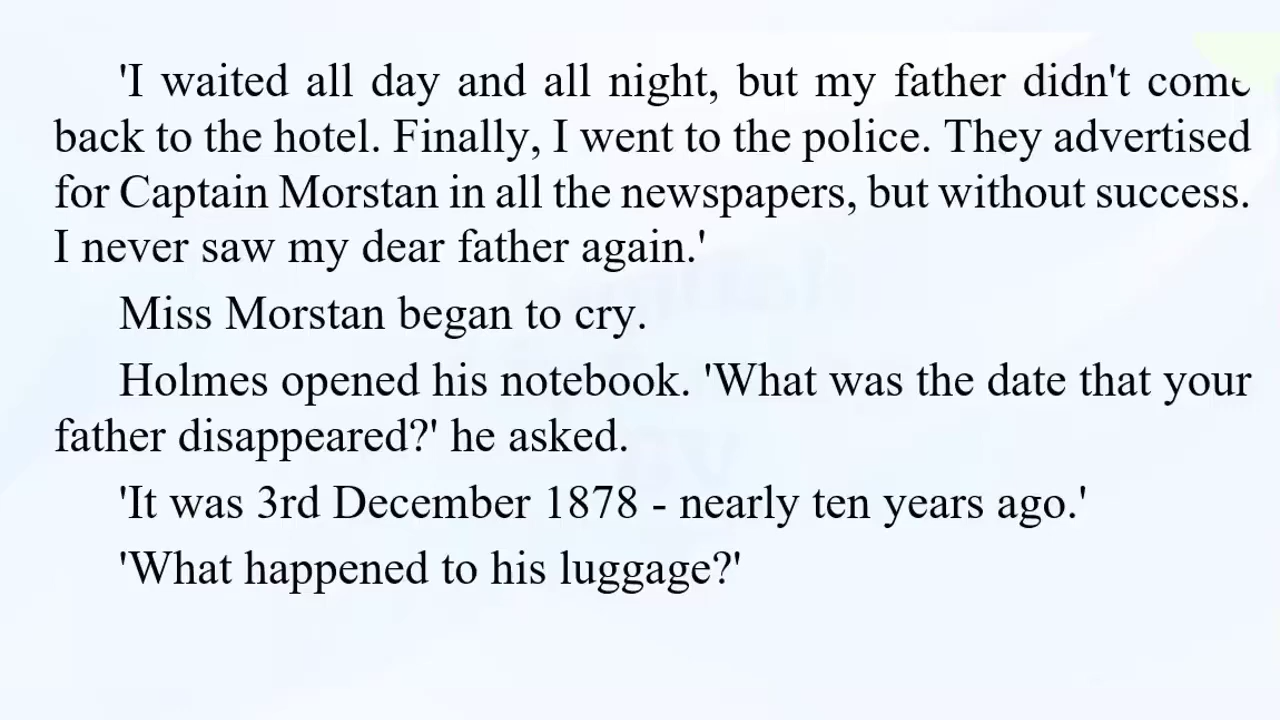 'I waited all day and all night, but my father didn't come
back to the hotel. Finally, I went to the police. They advertised
for Captain Morstan in all the newspapers, but without success.
I never saw my dear father again.'
Miss Morstan began to cry.
Holmes opened his notebook. 'What was the date that your
father disappeared?' he asked.
'It was 3rd December 1878 - nearly ten years ago.'
'What happened to his luggage?'